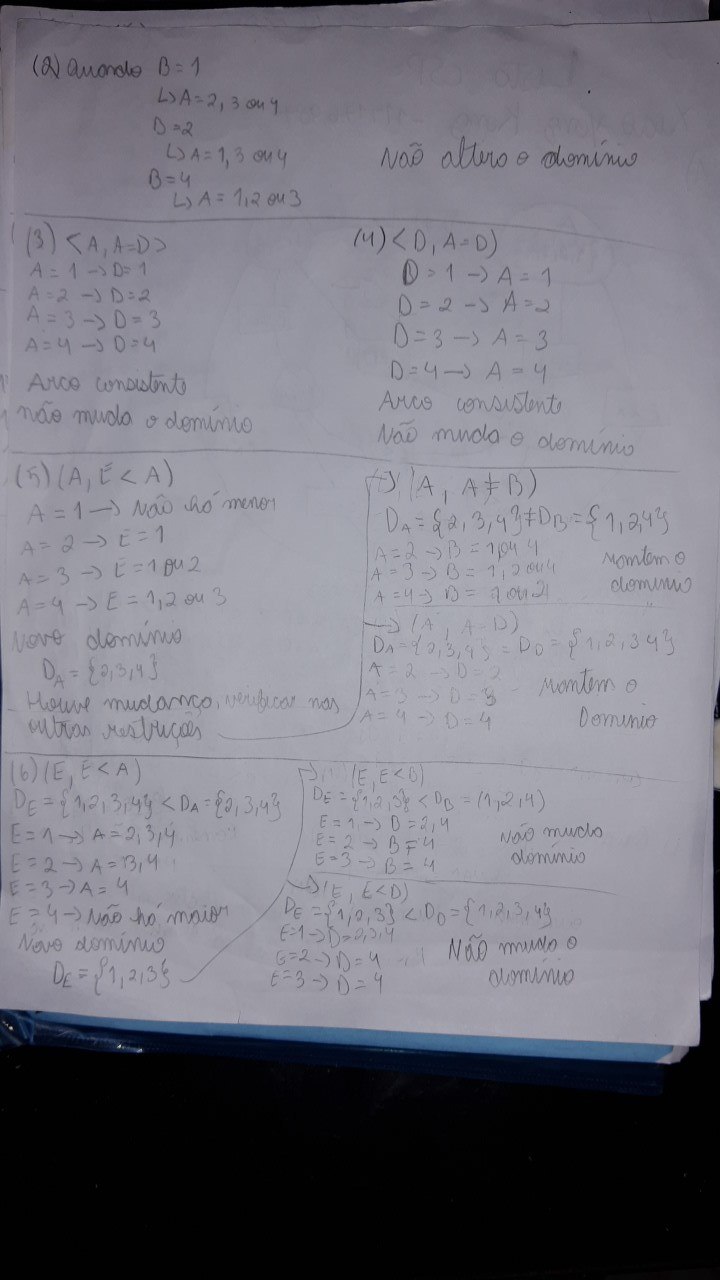 (2) Quando B=1
↳ A=2, 3 ou 4
D=2
↳ A=1, 3 ou 4
B=4
↳ A=1, 2 ou 3
Não altera o domínio
(3) <A, A=D>
A=1 → D=1
A=2 → D=2
A=3 → D=3
A=4 → D=4
Arco consistente
não muda o domínio
(4) <D, A=D)
D=1 → A=1
D=2 → A=2
D=3 → A=3
D=4 → A=4
Arco consistente
Não muda o domínio
(5) (A, E<A)
A=1 → Não há menor
A=2 → E=1
A=3 → E=1 ou 2
A=4 → E=1, 2 ou 3
Novo domínio
D_A={2,3,4}
Houve mudança, verificar nas
outras restrições
→ (A, A≠B)
D_A={2,3,4}≠D_B={1,2,4}
A=2 → B=1 ou 4
A=3 → B=1, 2 ou 4
A=4 → B=1 ou 2
Mantem o
domínio
→ (A, A=D)
D_A={2,3,4}=D_D={1,2,3,4}
A=2 → D=2
A=3 → D=3
A=4 → D=4
Mantem o
Domínio
(6) (E, E<A)
D_E={1,2,3,4}<D_A={2,3,4}
E=1 → A=2,3,4
E=2 → A=3,4
E=3 → A=4
E=4 → Não há maior
Novo domínio
D_E={1,2,3}
→ (E, E<B)
D_E={1,2,3}<D_B=(1,2,4)
E=1 → B=2,4
E=2 → B=4
E=3 → B=4
Não muda
domínio
→ (E, E<D)
D_E={1,2,3}<D_D={1,2,3,4}
E=1 → D=2,3,4
E=2 → D=4
E=3 → D=4
Não muda o
domínio